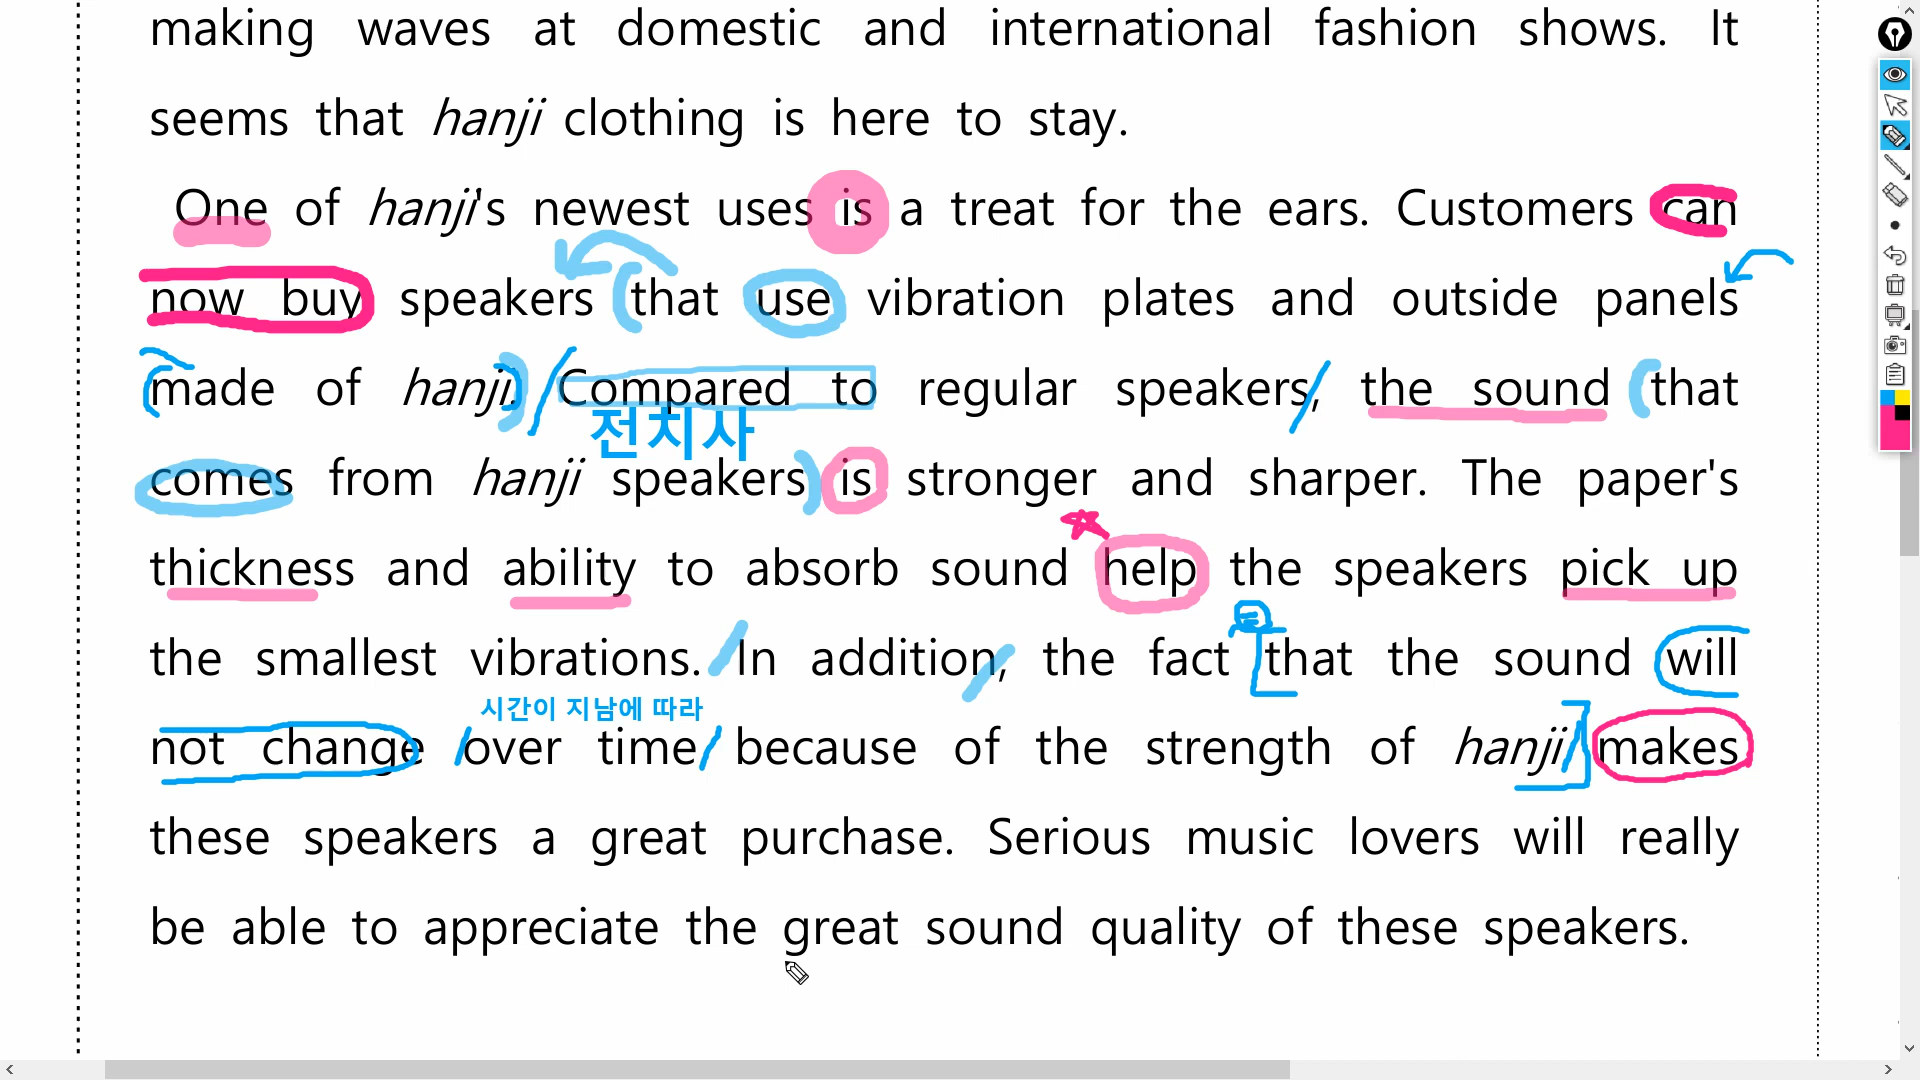 making waves at domestic and international fashion shows. It
seems that hanji clothing is here to stay.
One of hanji's newest uses is a treat for the ears. Customers can
now buy speakers that use vibration plates and outside panels
made of hanji. Compared to regular speakers, the sound that
전치사
comes from hanji speakers is stronger and sharper. The paper's
thickness and ability to absorb sound help the speakers pick up
the smallest vibrations. In addition, the fact that the sound will
시간이 지남에 따라
not change over time because of the strength of hanji makes
these speakers a great purchase. Serious music lovers will really
be able to appreciate the great sound quality of these speakers.